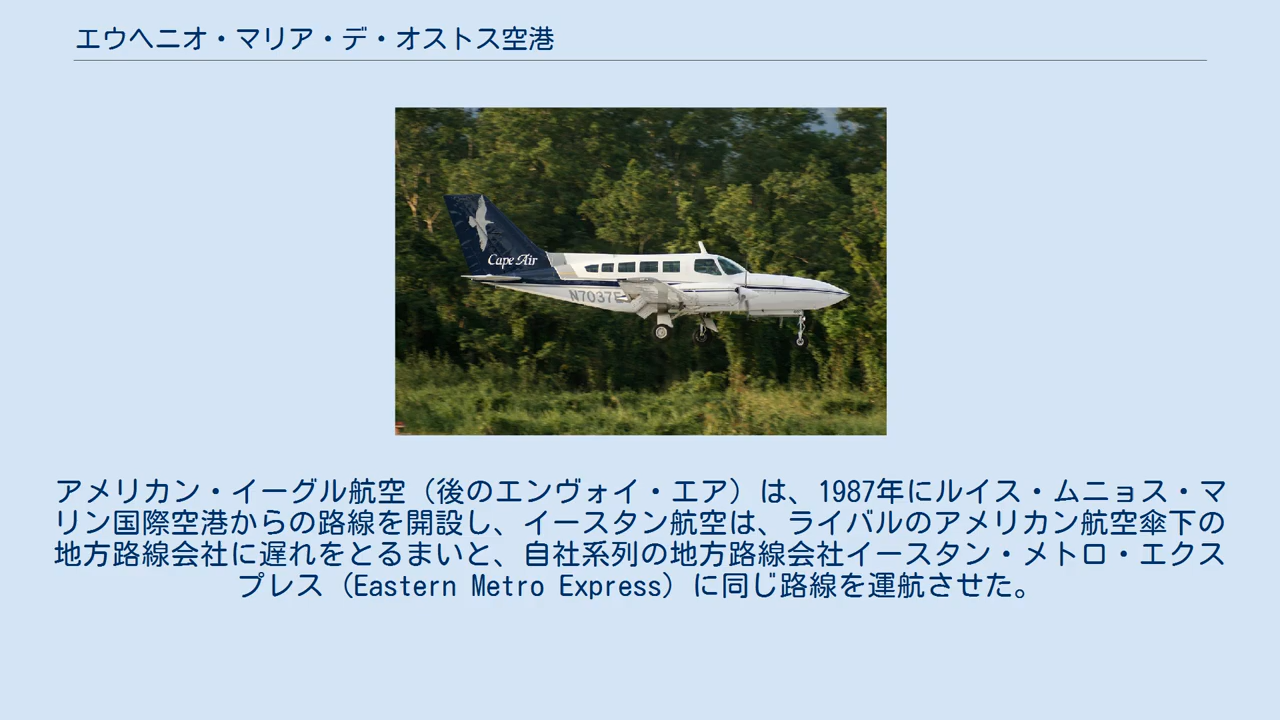 エウヘニオ・マリア・デ・オストス空港
Cape Air
N7037E
アメリカン・イーグル航空（後のエンヴォイ・エア）は、1987年にルイス・ムニョス・マ
リン国際空港からの路線を開設し、イースタン航空は、ライバルのアメリカン航空傘下の
地方路線会社に遅れをとるまいと、自社系列の地方路線会社イースタン・メトロ・エクス
プレス（Eastern Metro Express）に同じ路線を運航させた。